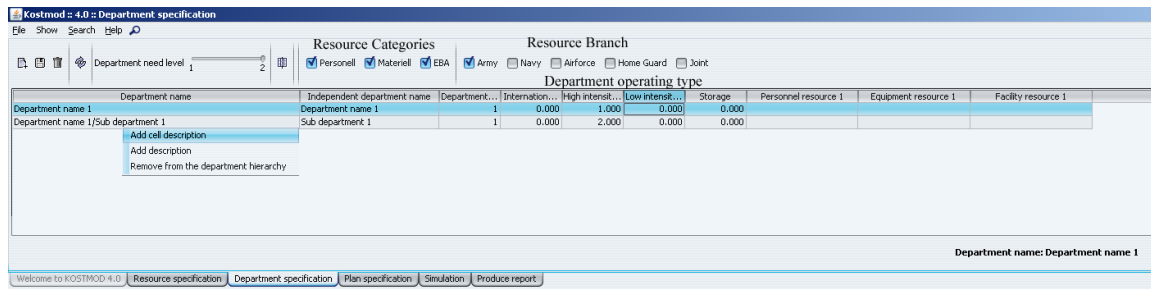 Kostmod :: 4.0 :: Department specification
File Show Search Help
Resource Categories Resource Branch
Department need level 1 2 Personell Materiell EBA Army Navy Airforce Home Guard Joint
Department operating type
Department name Independent department name Department... Internation... High intensit... Low intensit... Storage Personnel resource 1 Equipment resource 1 Facility resource 1
Department name 1 Department name 1 1 0.000 1.000 0.000 0.000
Department name 1/Sub department 1 Sub department 1 1 0.000 2.000 0.000 0.000
Add cell description
Add description
Remove from the department hierarchy
Department name: Department name 1
Welcome to KOSTMOD 4.0 Resource specification Department specification Plan specification Simulation Produce report